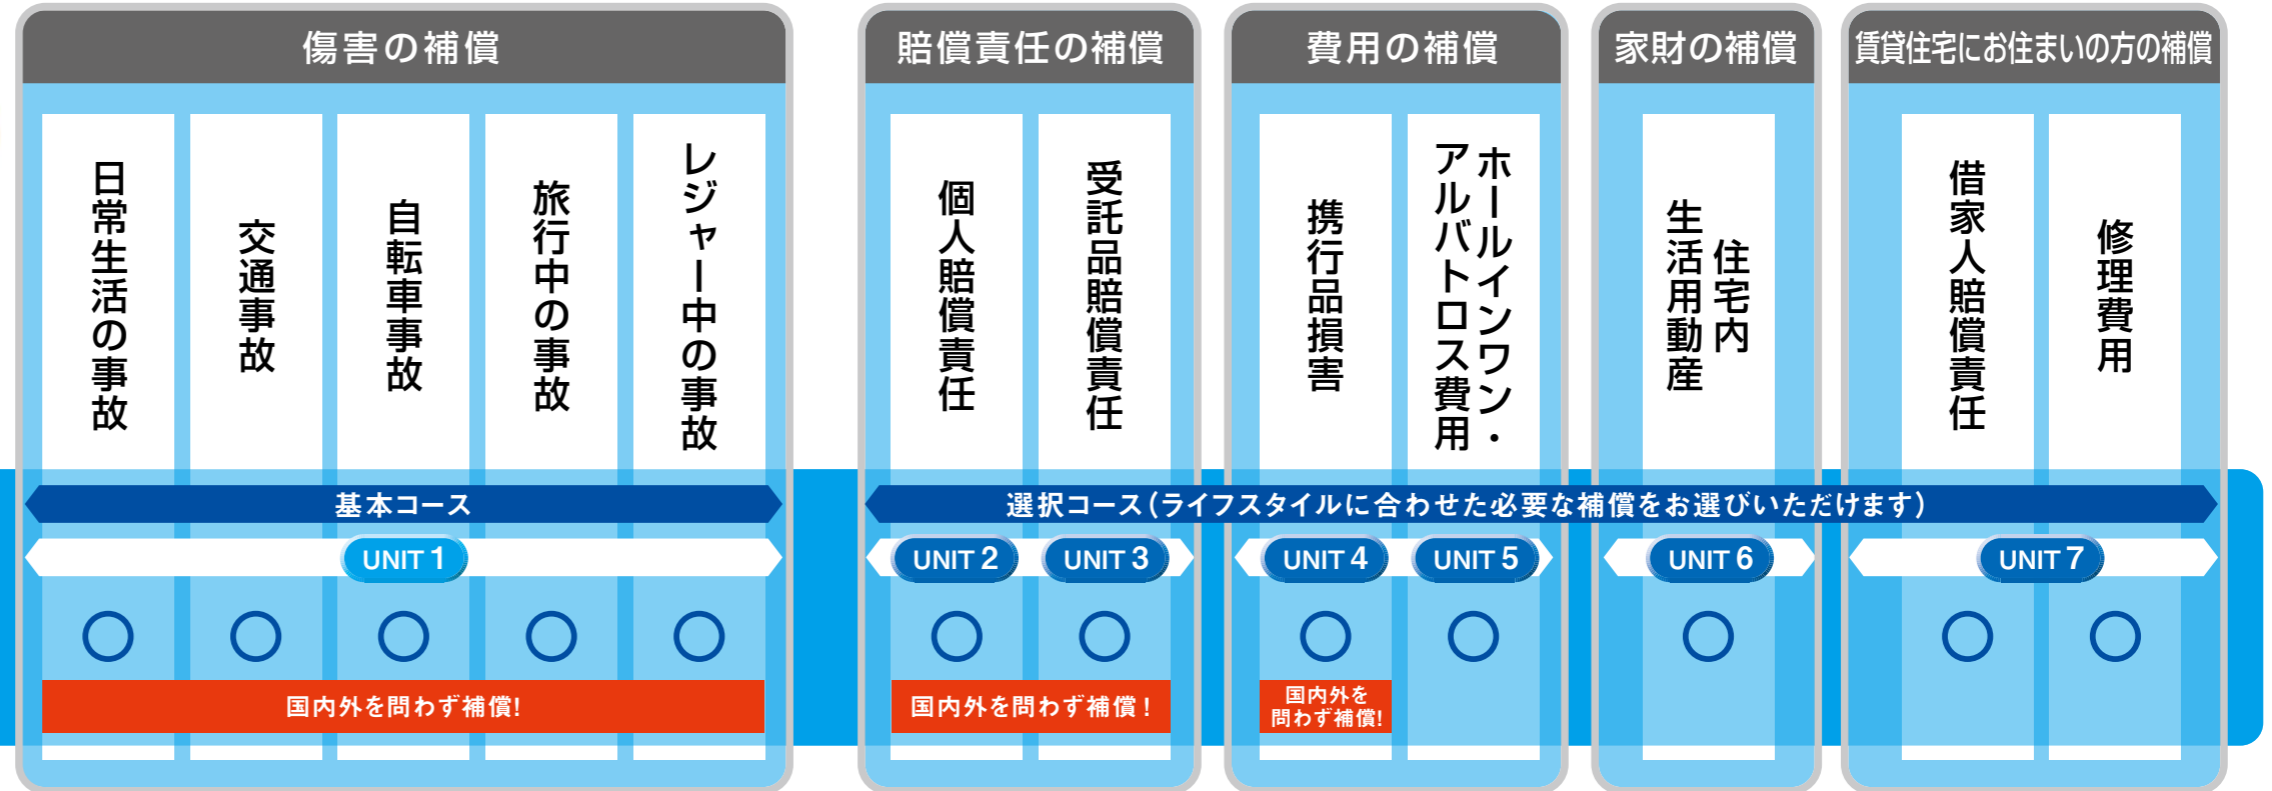 傷害の補償
賠償責任の補償
費用の補償
家財の補償
賃貸住宅にお住まいの方の補償
日常生活の事故
交通事故
自転車事故
旅行中の事故
レジャー中の事故
個人賠償責任
受託品賠償責任
携行品損害
ホールインワン・
アルバトロス費用
住宅内
生活用動産
借家人賠償責任
修理費用
基本コース
選択コース(ライフスタイルに合わせた必要な補償をお選びいただけます)
UNIT 1
UNIT 2
UNIT 3
UNIT 4
UNIT 5
UNIT 6
UNIT 7
国内外を問わず補償!
国内外を問わず補償!
国内外を
問わず補償!